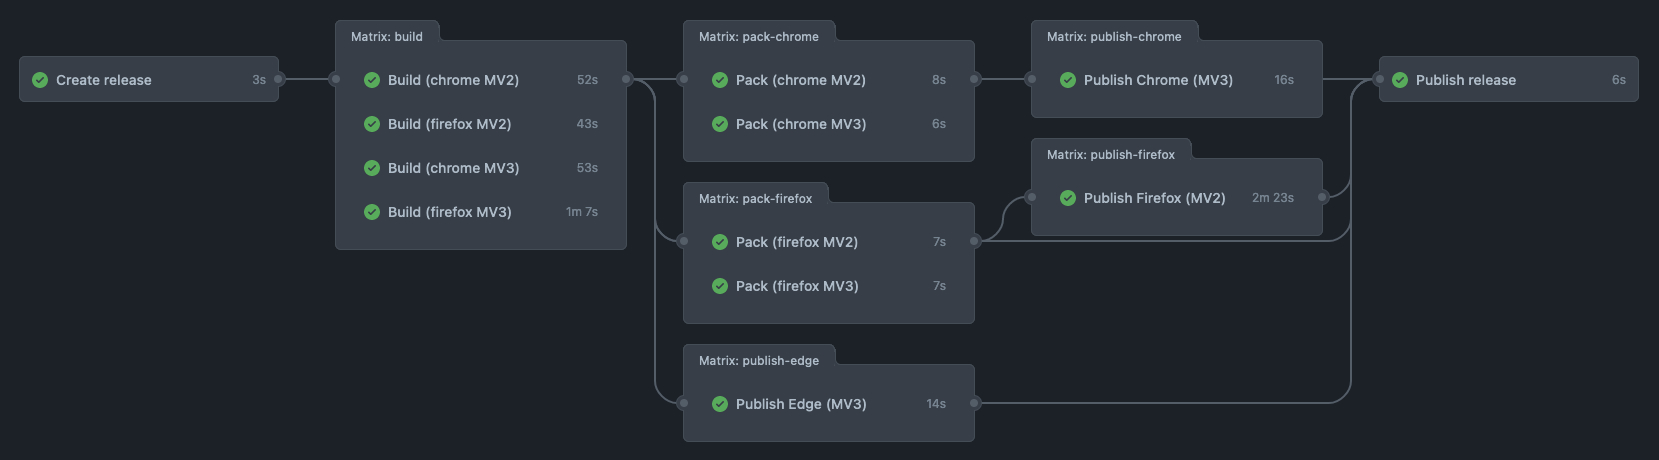 Create release 3s
Matrix: build
Build (chrome MV2) 52s
Build (firefox MV2) 43s
Build (chrome MV3) 53s
Build (firefox MV3) 1m 7s
Matrix: pack-chrome
Pack (chrome MV2) 8s
Pack (chrome MV3) 6s
Matrix: pack-firefox
Pack (firefox MV2) 7s
Pack (firefox MV3) 7s
Matrix: publish-edge
Publish Edge (MV3) 14s
Matrix: publish-chrome
Publish Chrome (MV3) 16s
Matrix: publish-firefox
Publish Firefox (MV2) 2m 23s
Publish release 6s